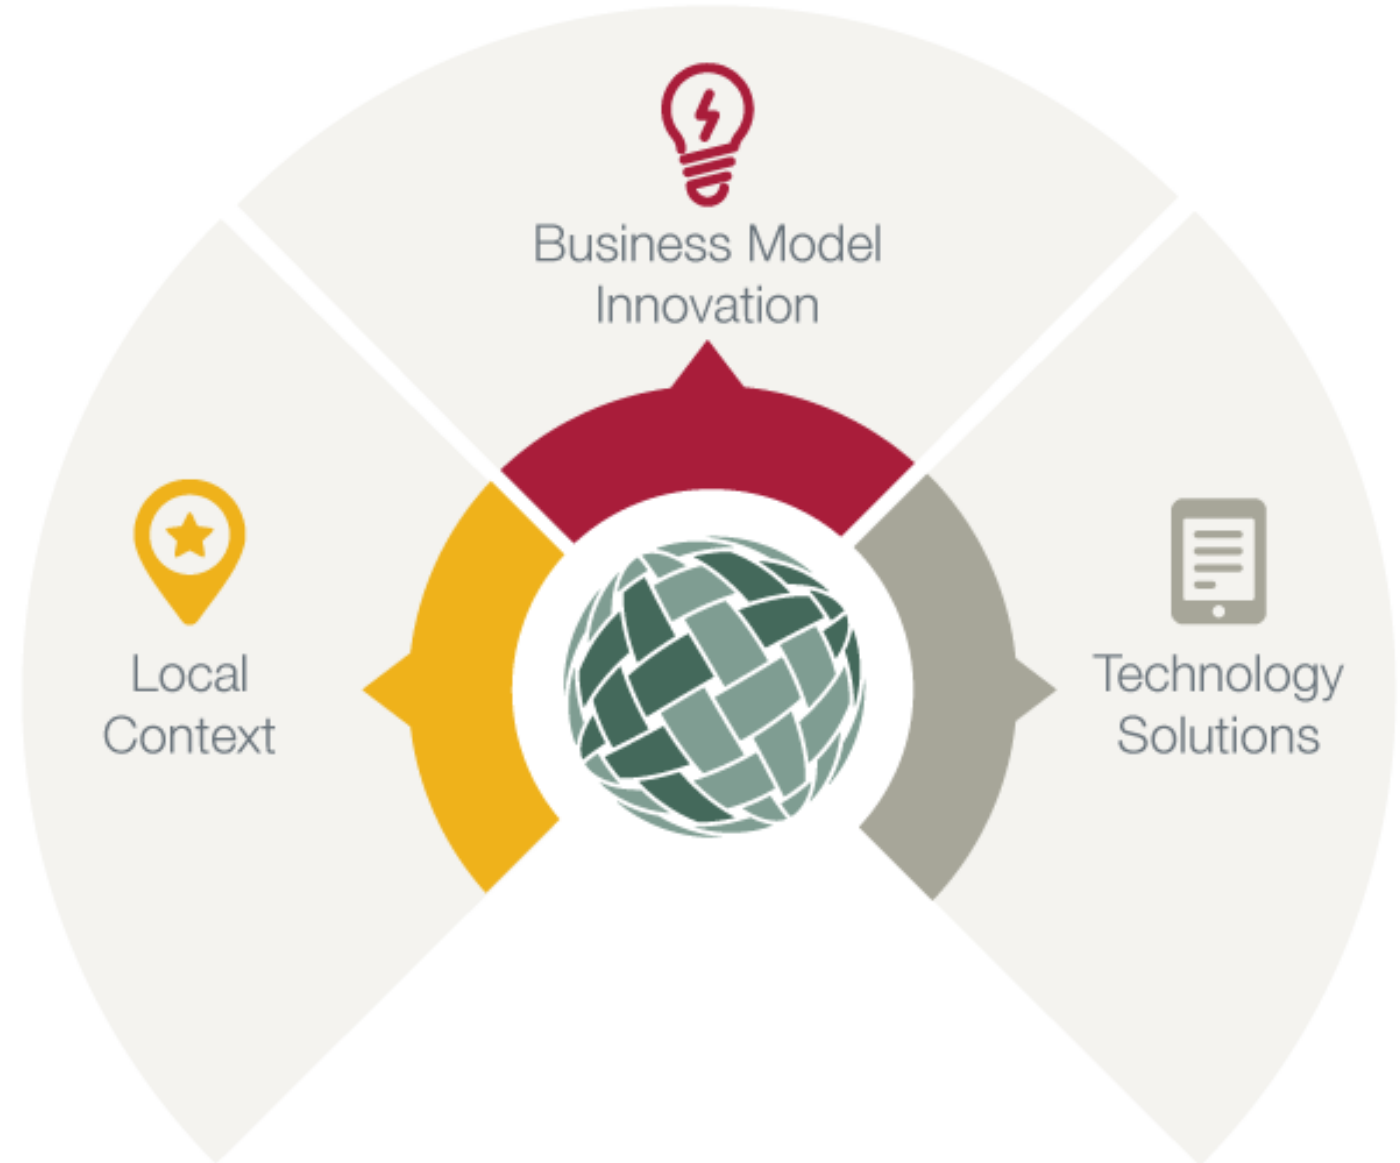 Business Model
Innovation
Local
Context
Technology
Solutions